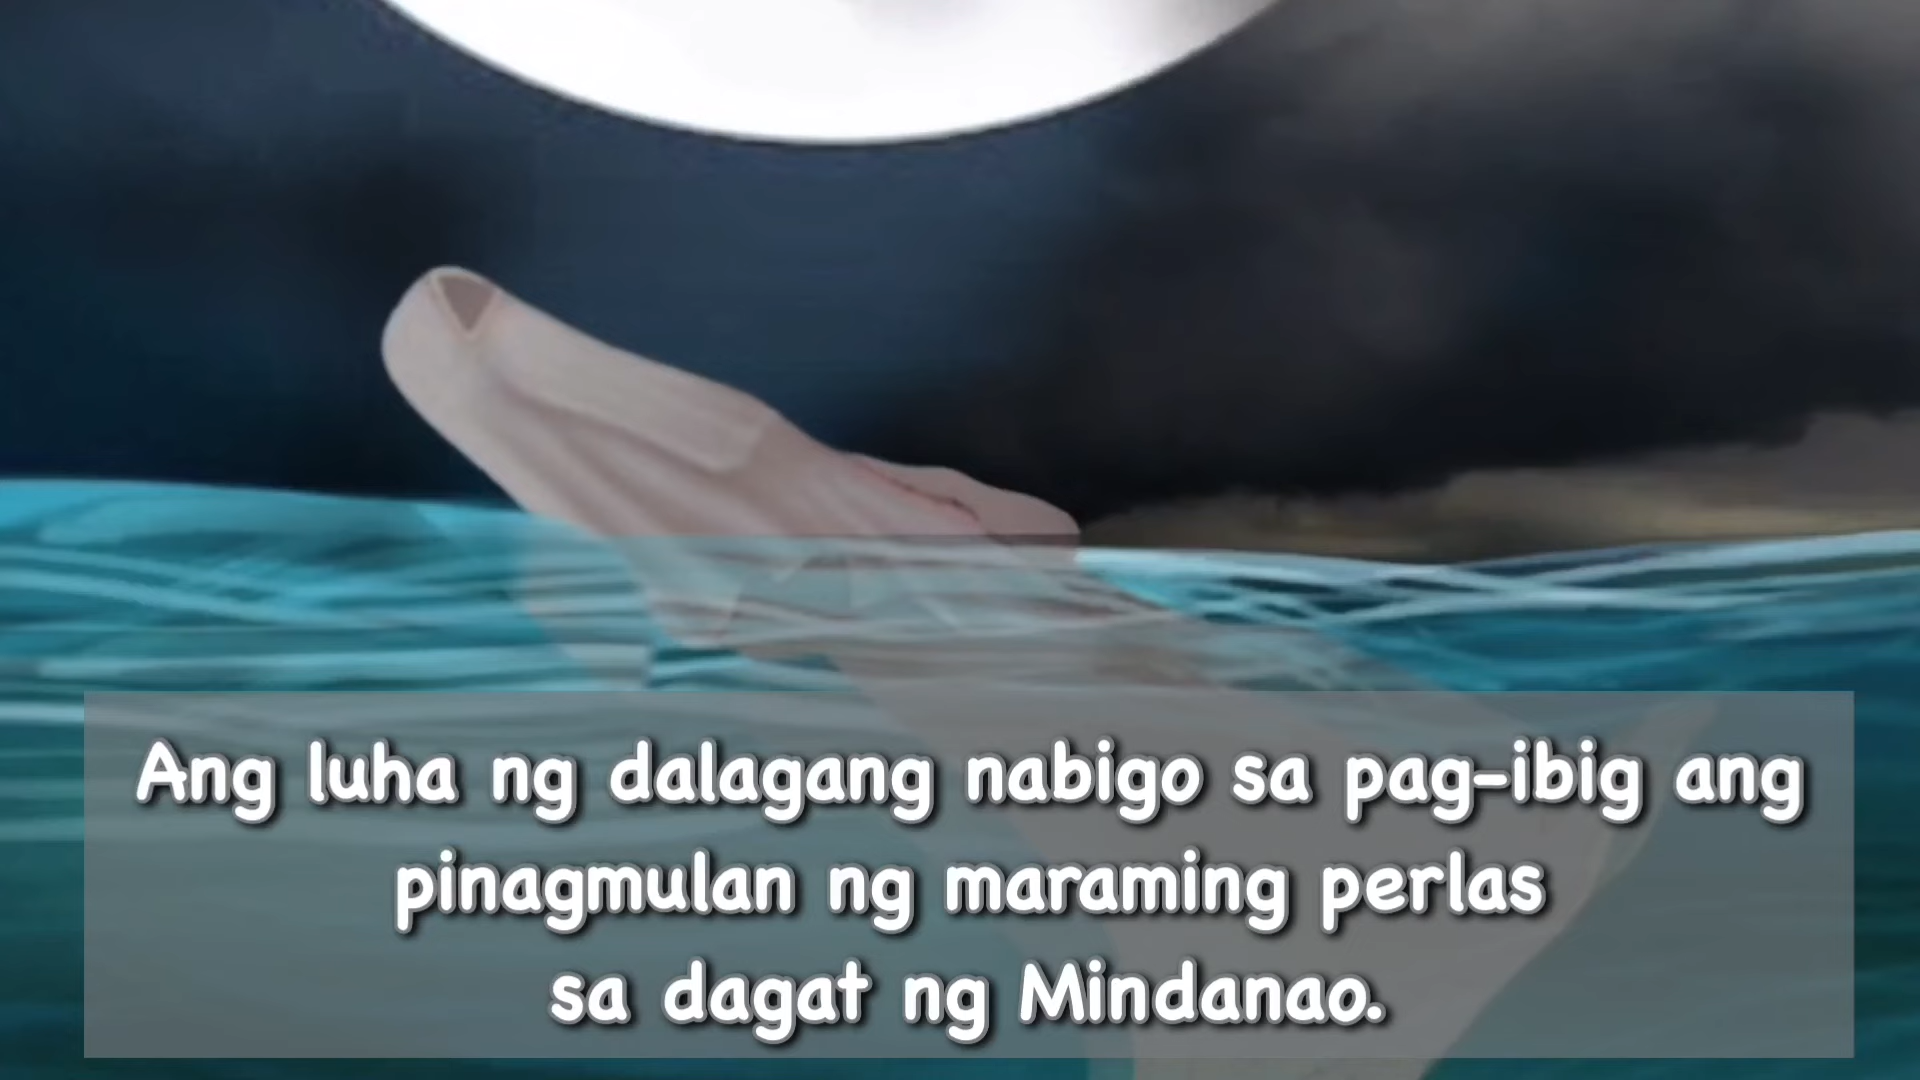 Ang luha ng dalagang nabigo sa pag-ibig ang
pinagmulan ng maraming perlas
sa dagat ng Mindanao.